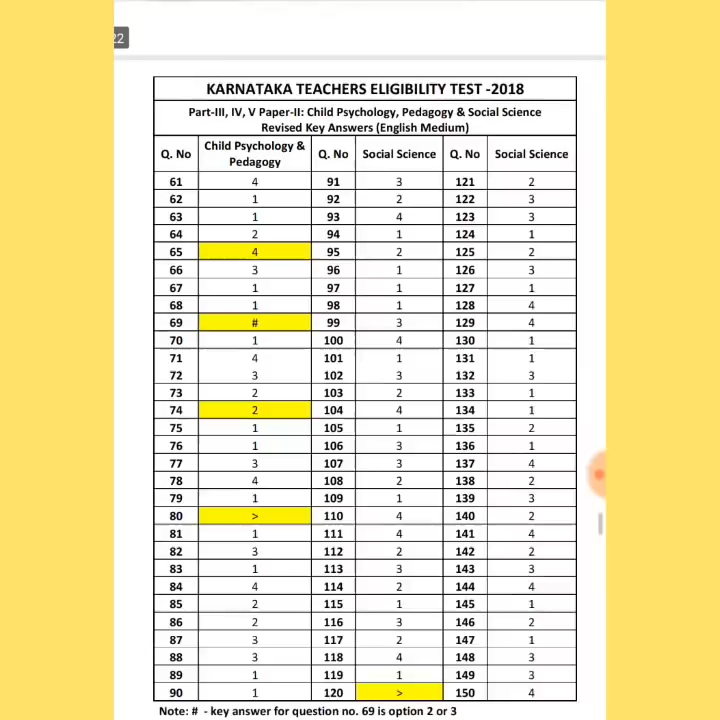 22
KARNATAKA TEACHERS ELIGIBILITY TEST -2018
Part-III, IV, V Paper-II: Child Psychology, Pedagogy & Social Science
Revised Key Answers (English Medium)
Q. No Child Psychology & Pedagogy Q. No Social Science Q. No Social Science
61 4 91 3 121 2
62 1 92 2 122 3
63 1 93 4 123 3
64 2 94 1 124 1
65 4 95 2 125 2
66 3 96 1 126 3
67 1 97 1 127 1
68 1 98 1 128 4
69 # 99 3 129 4
70 1 100 4 130 1
71 4 101 1 131 1
72 3 102 3 132 3
73 2 103 2 133 1
74 2 104 4 134 1
75 1 105 1 135 2
76 1 106 3 136 1
77 3 107 3 137 4
78 4 108 2 138 2
79 1 109 1 139 3
80 > 110 4 140 2
81 1 111 4 141 4
82 3 112 2 142 2
83 1 113 3 143 3
84 4 114 2 144 4
85 2 115 1 145 1
86 2 116 3 146 2
87 3 117 2 147 1
88 3 118 4 148 3
89 1 119 1 149 3
90 1 120 > 150 4
Note: # - key answer for question no. 69 is option 2 or 3